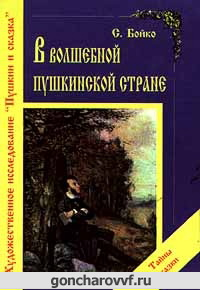 С. Бойко
В ВОЛШЕБНОЙ
ПУШКИНСКОЙ СТРАНЕ
Художественное исследование "Пушкин и сказка"
Тайны
сказки
goncharovvf.ru